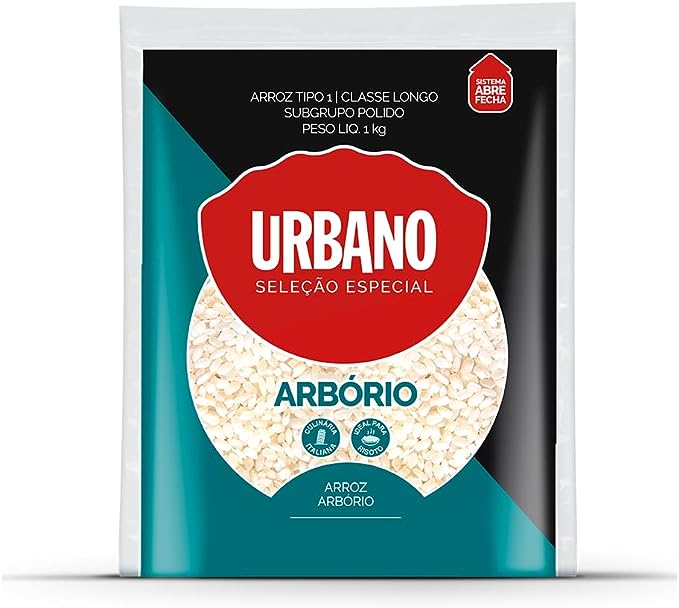 ARROZ TIPO 1 | CLASSE LONGO
SUBGRUPO POLIDO
PESO LIQ. 1 kg
SISTEMA
ABRE
FECHA
URBANO
SELEÇÃO ESPECIAL
ARBÓRIO
CULINÁRIA
ITALIANA
IDEAL PARA
RISOTO
ARROZ
ARBÓRIO